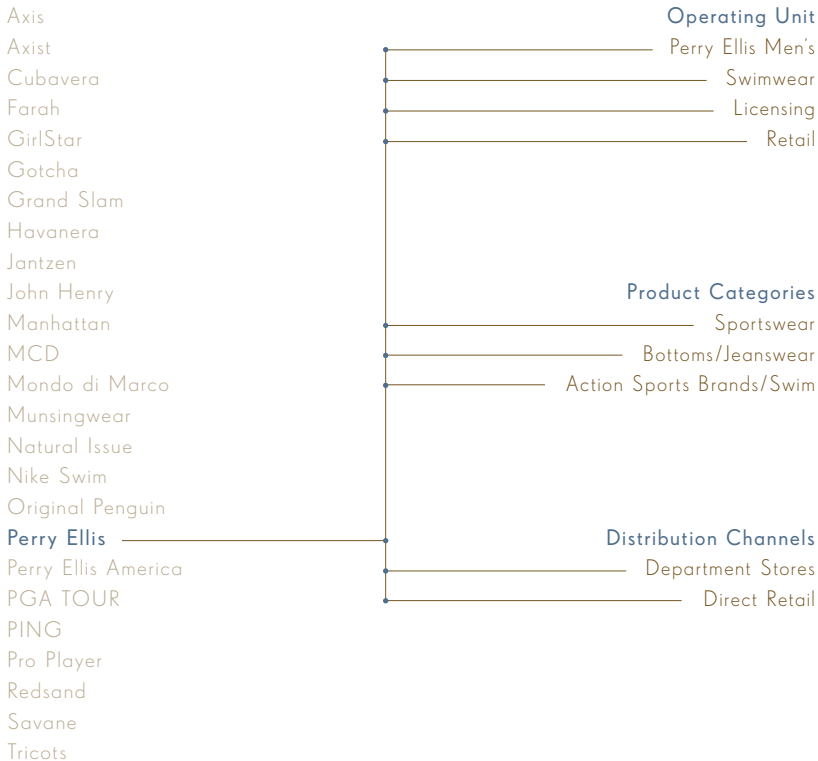 Axis
Axist
Cubavera
Farah
GirlStar
Gotcha
Grand Slam
Havanera
Jantzen
John Henry
Manhattan
MCD
Mondo di Marco
Munsingwear
Natural Issue
Nike Swim
Original Penguin
Perry Ellis
Perry Ellis America
PGA TOUR
PING
Pro Player
Redsand
Savane
Tricots
Operating Unit
Perry Ellis Men's
Swimwear
Licensing
Retail
Product Categories
Sportswear
Bottoms/Jeanswear
Action Sports Brands/Swim
Distribution Channels
Department Stores
Direct Retail